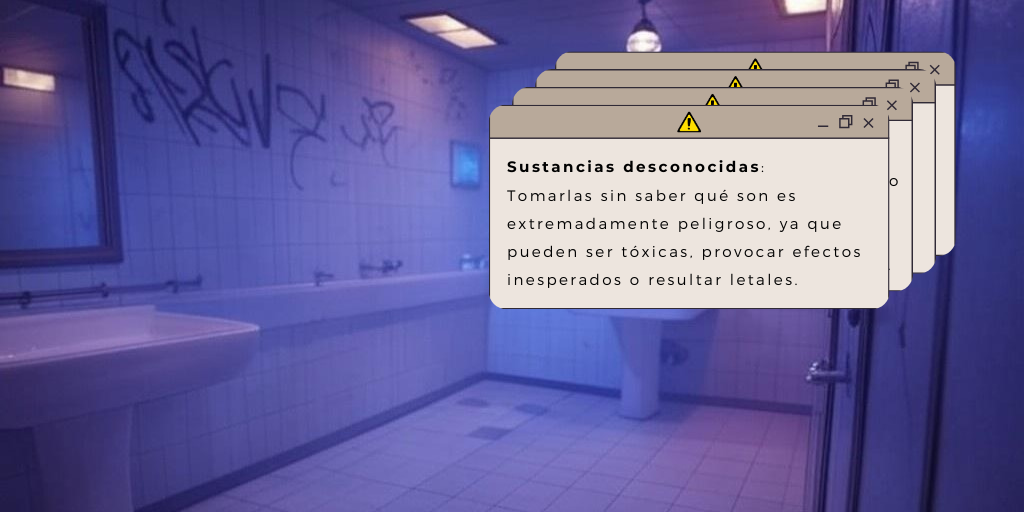 Sustancias desconocidas:
Tomarlas sin saber qué son es
extremadamente peligroso, ya que
pueden ser tóxicas, provocar efectos
inesperados o resultar letales.
o